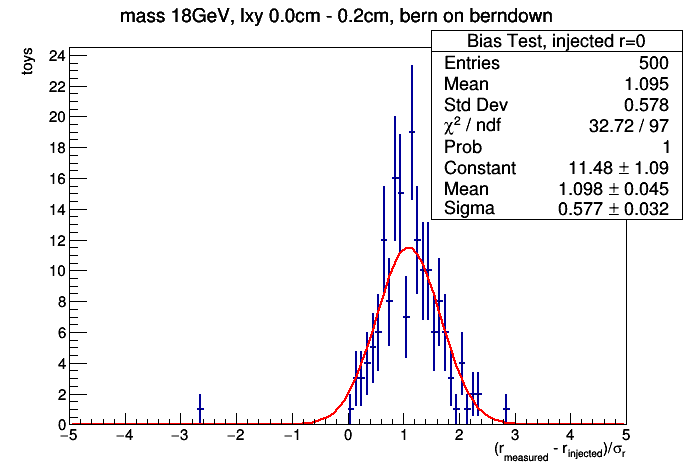 mass 18GeV, lxy 0.0cm - 0.2cm, bern on berndown
Bias Test, injected r=0
Entries 500
Mean 1.095
Std Dev 0.578
χ² / ndf 32.72 / 97
Prob 1
Constant 11.48 ± 1.09
Mean 1.098 ± 0.045
Sigma 0.577 ± 0.032
toys
24
22
20
18
16
14
12
10
8
6
4
2
0
−5 −4 −3 −2 −1 0 1 2 3 4 5
(r_measured - r_injected)/σ_r